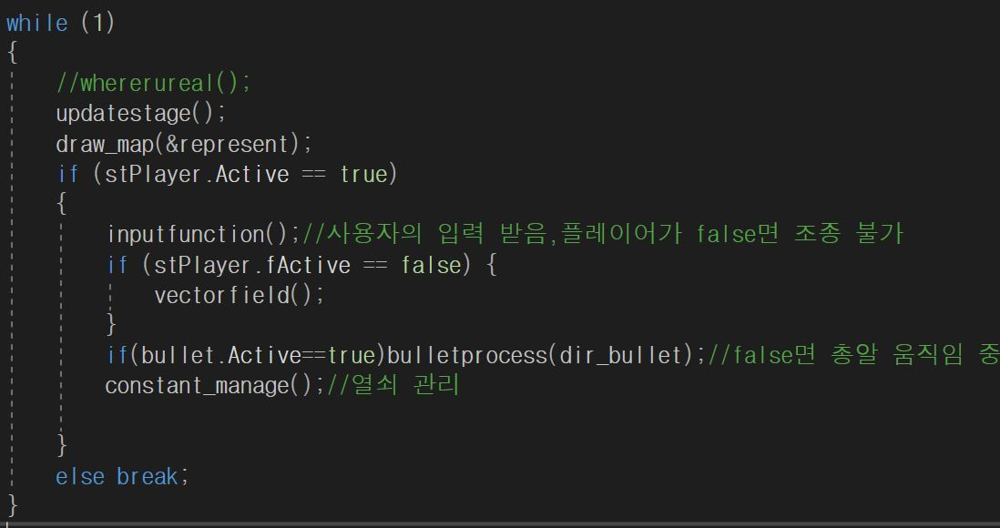 while (1)
{
//whererureal();
updatestage();
draw_map(&represent);
if (stPlayer.Active == true)
{
inputfunction();//사용자의 입력 받음,플레이어가 false면 조종 불가
if (stPlayer.fActive == false) {
vectorfield();
}
if(bullet.Active==true)bulletprocess(dir_bullet);//false면 총알 움직임 중
constant_manage();//열쇠 관리
}
else break;
}